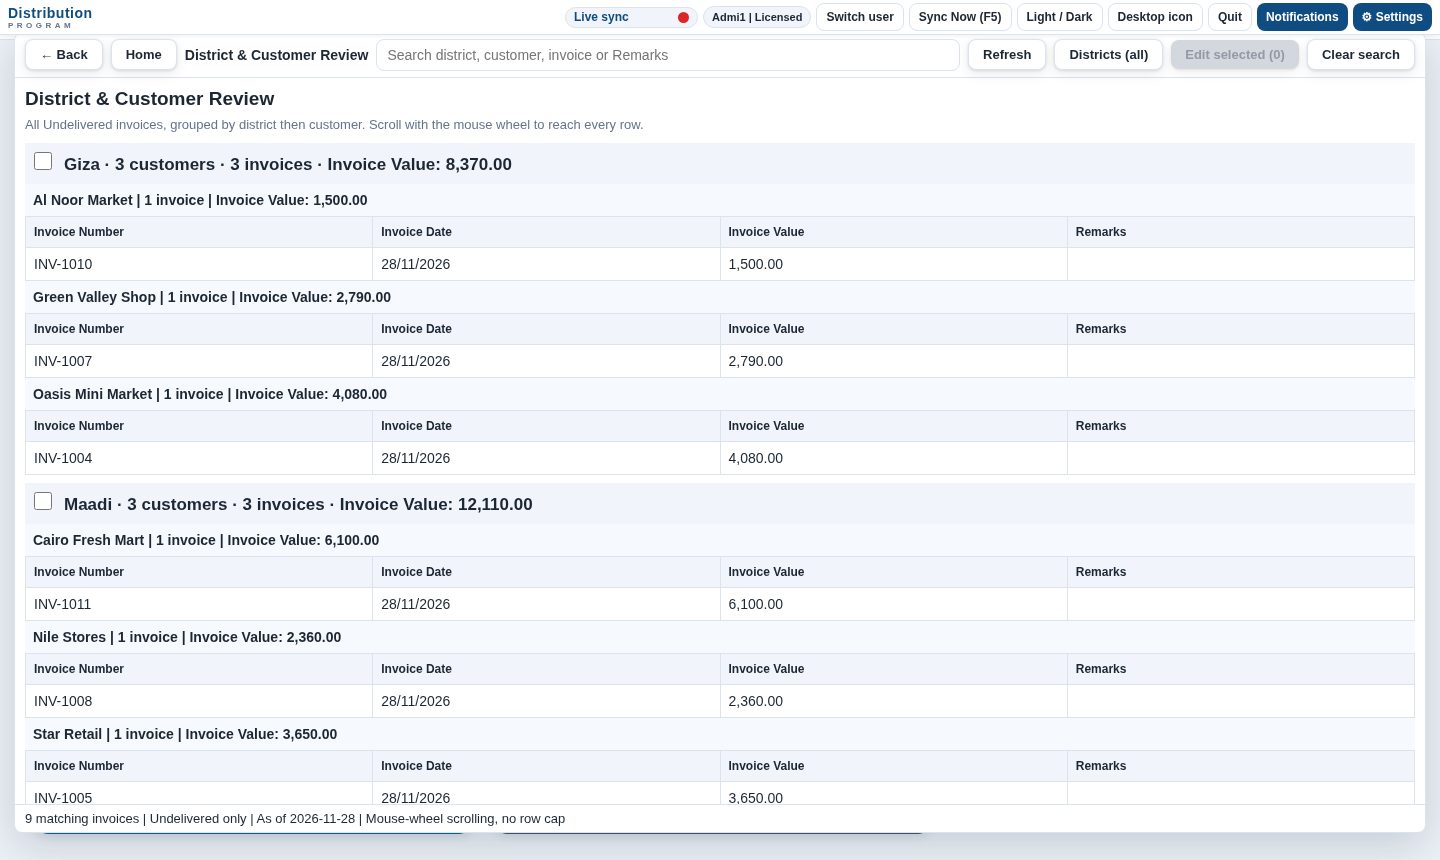 Distribution
PROGRAM
Live sync
Admi1 | Licensed
Switch user
Sync Now (F5)
Light / Dark
Desktop icon
Quit
Notifications
⚙ Settings
← Back
Home
District & Customer Review
Search district, customer, invoice or Remarks
Refresh
Districts (all)
Edit selected (0)
Clear search
District & Customer Review
All Undelivered invoices, grouped by district then customer. Scroll with the mouse wheel to reach every row.
Giza · 3 customers · 3 invoices · Invoice Value: 8,370.00
Al Noor Market | 1 invoice | Invoice Value: 1,500.00
Invoice Number Invoice Date Invoice Value Remarks
INV-1010 28/11/2026 1,500.00
Green Valley Shop | 1 invoice | Invoice Value: 2,790.00
Invoice Number Invoice Date Invoice Value Remarks
INV-1007 28/11/2026 2,790.00
Oasis Mini Market | 1 invoice | Invoice Value: 4,080.00
Invoice Number Invoice Date Invoice Value Remarks
INV-1004 28/11/2026 4,080.00
Maadi · 3 customers · 3 invoices · Invoice Value: 12,110.00
Cairo Fresh Mart | 1 invoice | Invoice Value: 6,100.00
Invoice Number Invoice Date Invoice Value Remarks
INV-1011 28/11/2026 6,100.00
Nile Stores | 1 invoice | Invoice Value: 2,360.00
Invoice Number Invoice Date Invoice Value Remarks
INV-1008 28/11/2026 2,360.00
Star Retail | 1 invoice | Invoice Value: 3,650.00
Invoice Number Invoice Date Invoice Value Remarks
INV-1005 28/11/2026 3,650.00
9 matching invoices | Undelivered only | As of 2026-11-28 | Mouse-wheel scrolling, no row cap